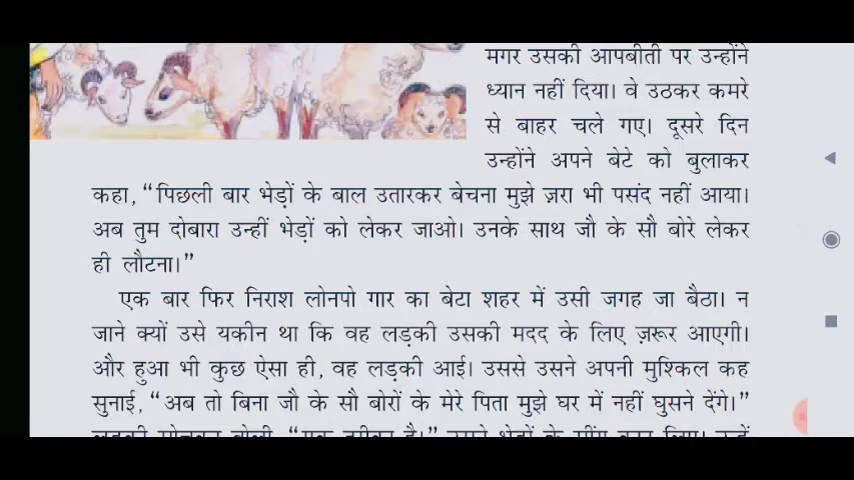 मगर उसकी आपबीती पर उन्होंने
ध्यान नहीं दिया। वे उठकर कमरे
से बाहर चले गए। दूसरे दिन
उन्होंने अपने बेटे को बुलाकर
कहा, “पिछली बार भेड़ों के बाल उतारकर बेचना मुझे ज़रा भी पसंद नहीं आया।
अब तुम दोबारा उन्हीं भेड़ों को लेकर जाओ। उनके साथ जौ के सौ बोरे लेकर
ही लौटना।”
एक बार फिर निराश लोनपो गार का बेटा शहर में उसी जगह जा बैठा। न
जाने क्यों उसे यकीन था कि वह लड़की उसकी मदद के लिए ज़रूर आएगी।
और हुआ भी कुछ ऐसा ही, वह लड़की आई। उससे उसने अपनी मुश्किल कह
सुनाई, “अब तो बिना जौ के सौ बोरों के मेरे पिता मुझे घर में नहीं घुसने देंगे।”